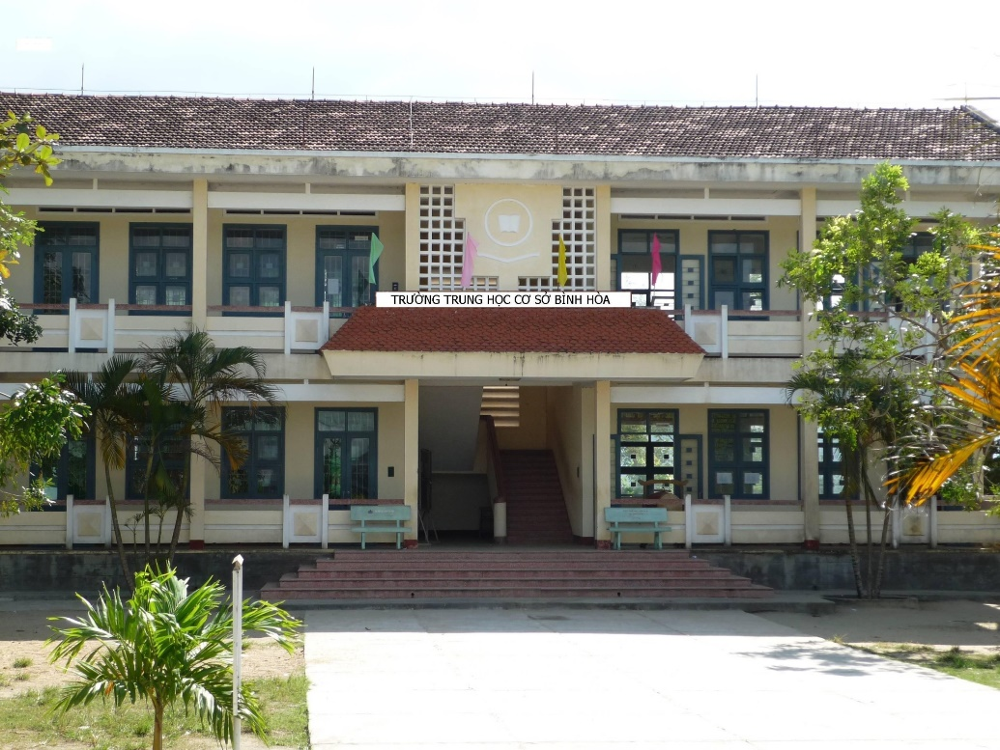 TRƯỜNG TRUNG HỌC CƠ SỞ BÌNH HÒA